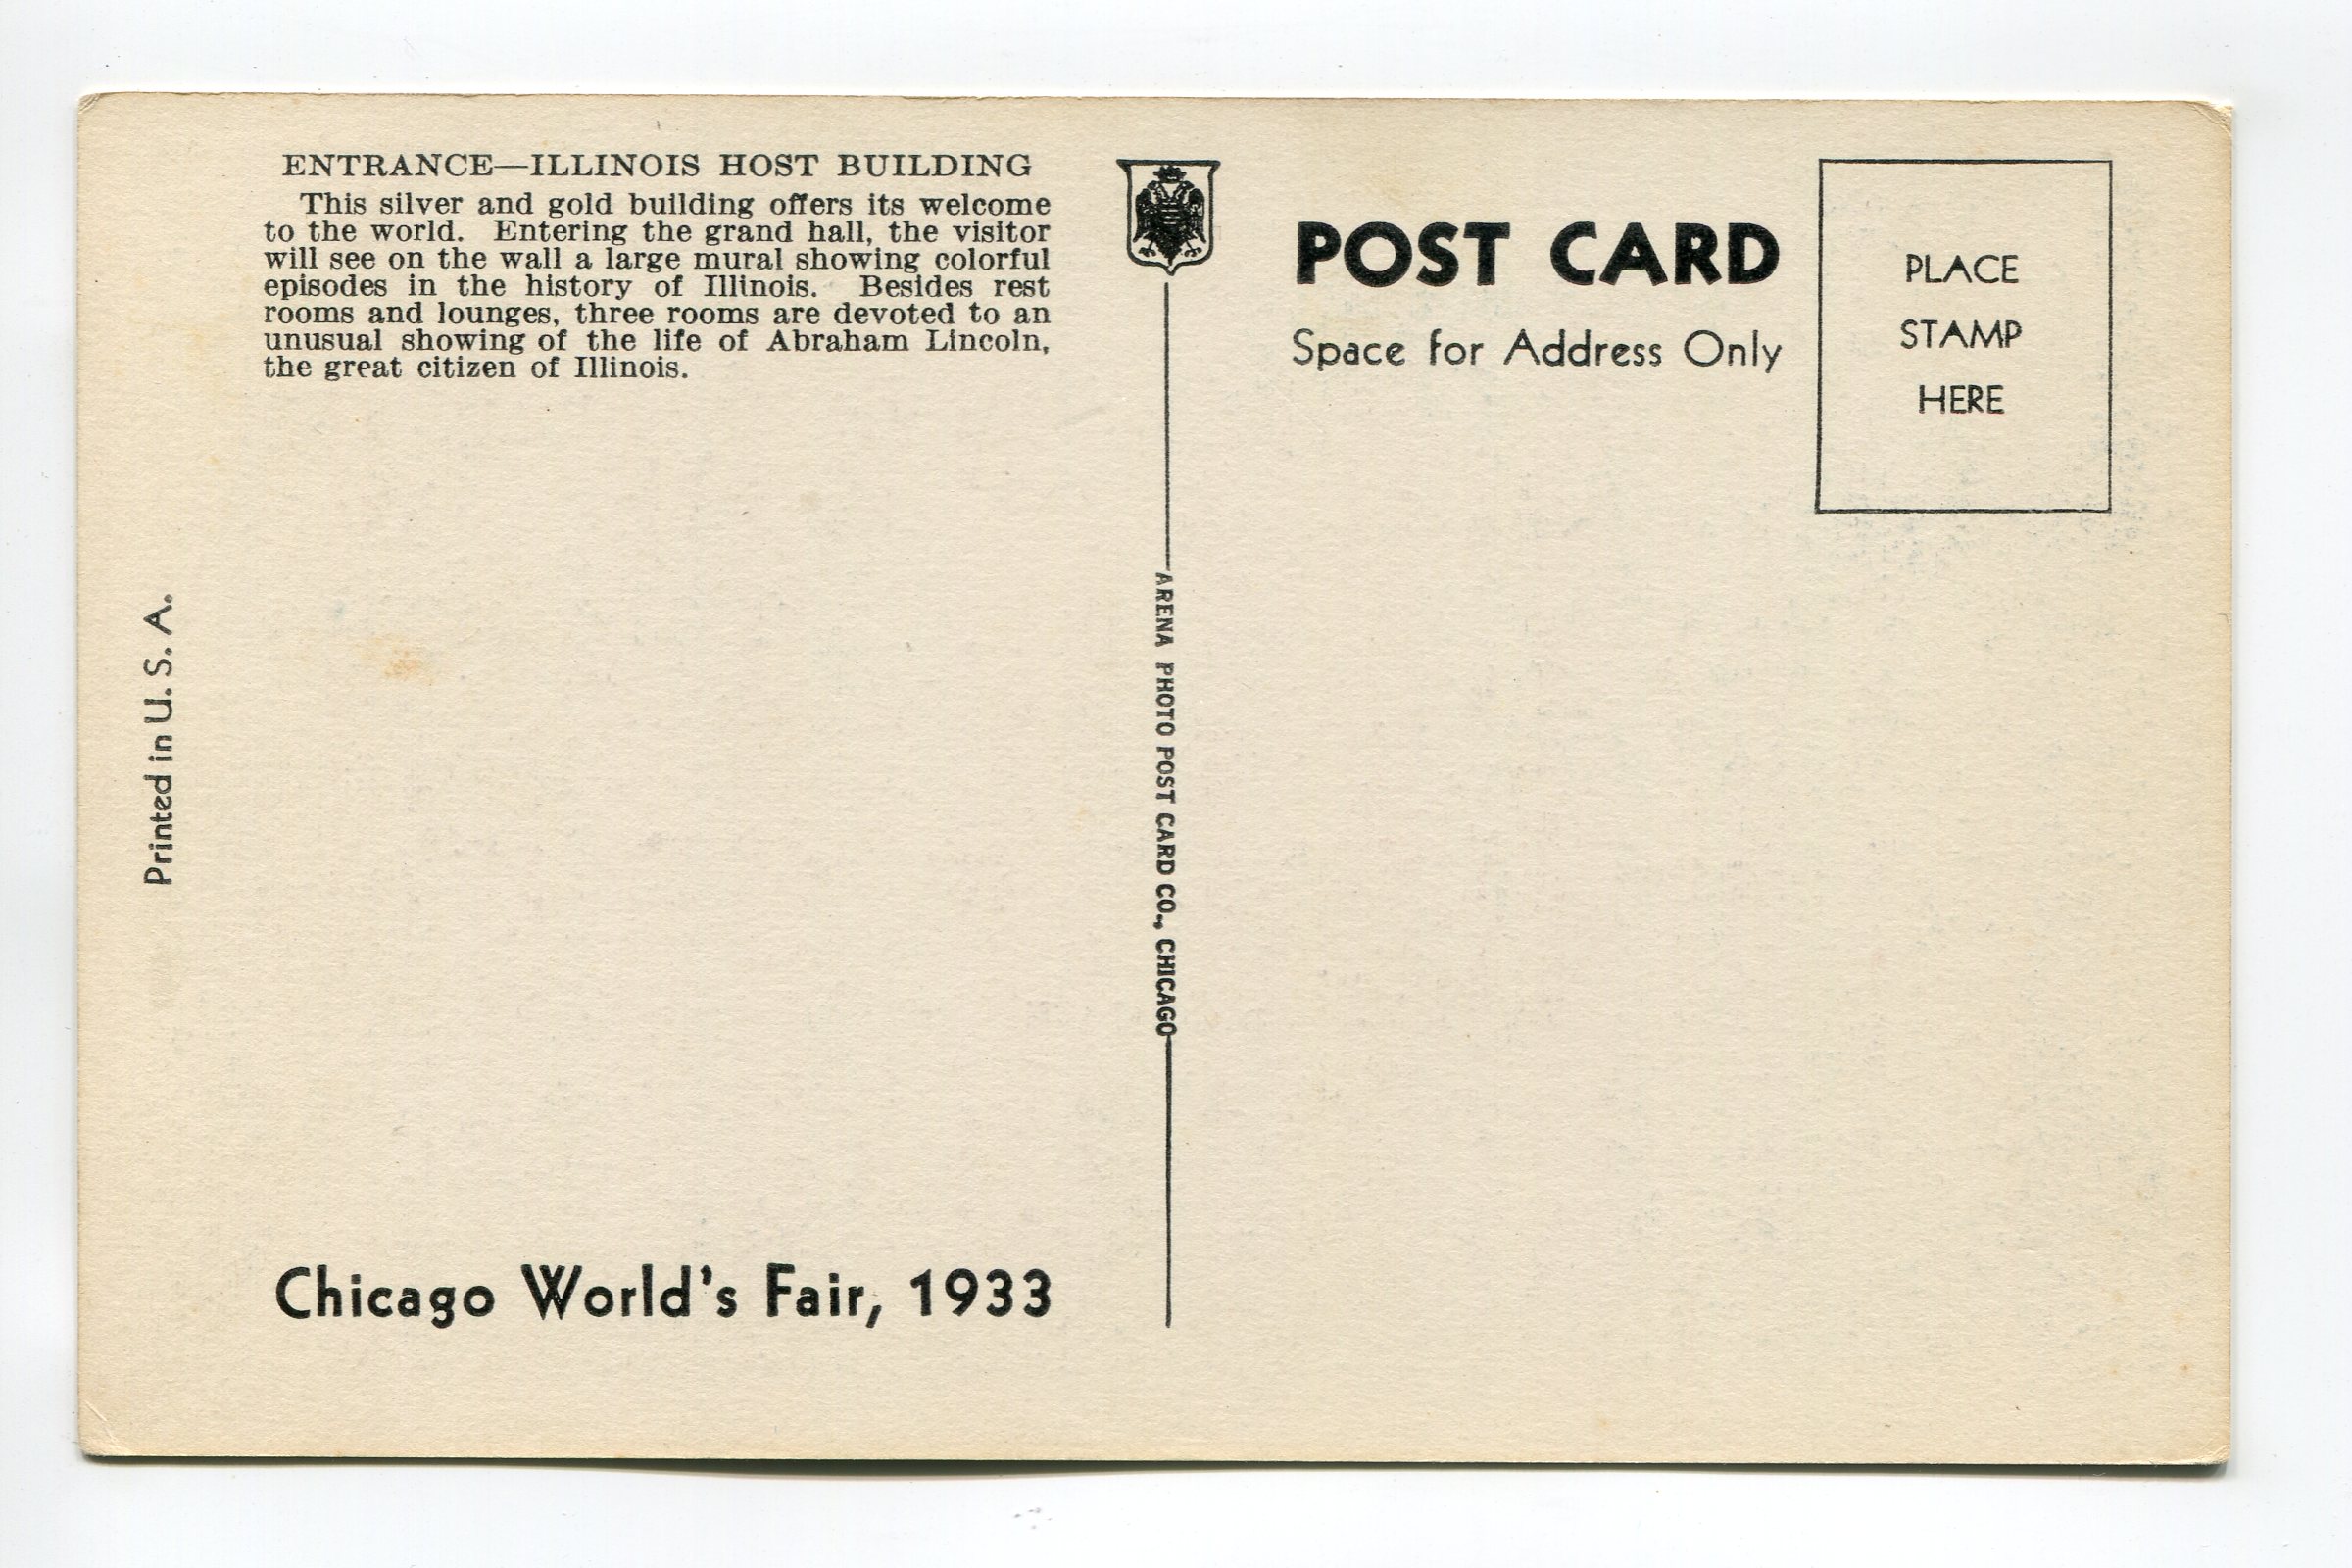 ENTRANCE—ILLINOIS HOST BUILDING
This silver and gold building offers its welcome
to the world. Entering the grand hall, the visitor
will see on the wall a large mural showing colorful
episodes in the history of Illinois. Besides rest
rooms and lounges, three rooms are devoted to an
unusual showing of the life of Abraham Lincoln,
the great citizen of Illinois.
Printed in U. S. A.
Chicago World's Fair, 1933
ARENA PHOTO POST CARD CO., CHICAGO
POST CARD
Space for Address Only
PLACE
STAMP
HERE